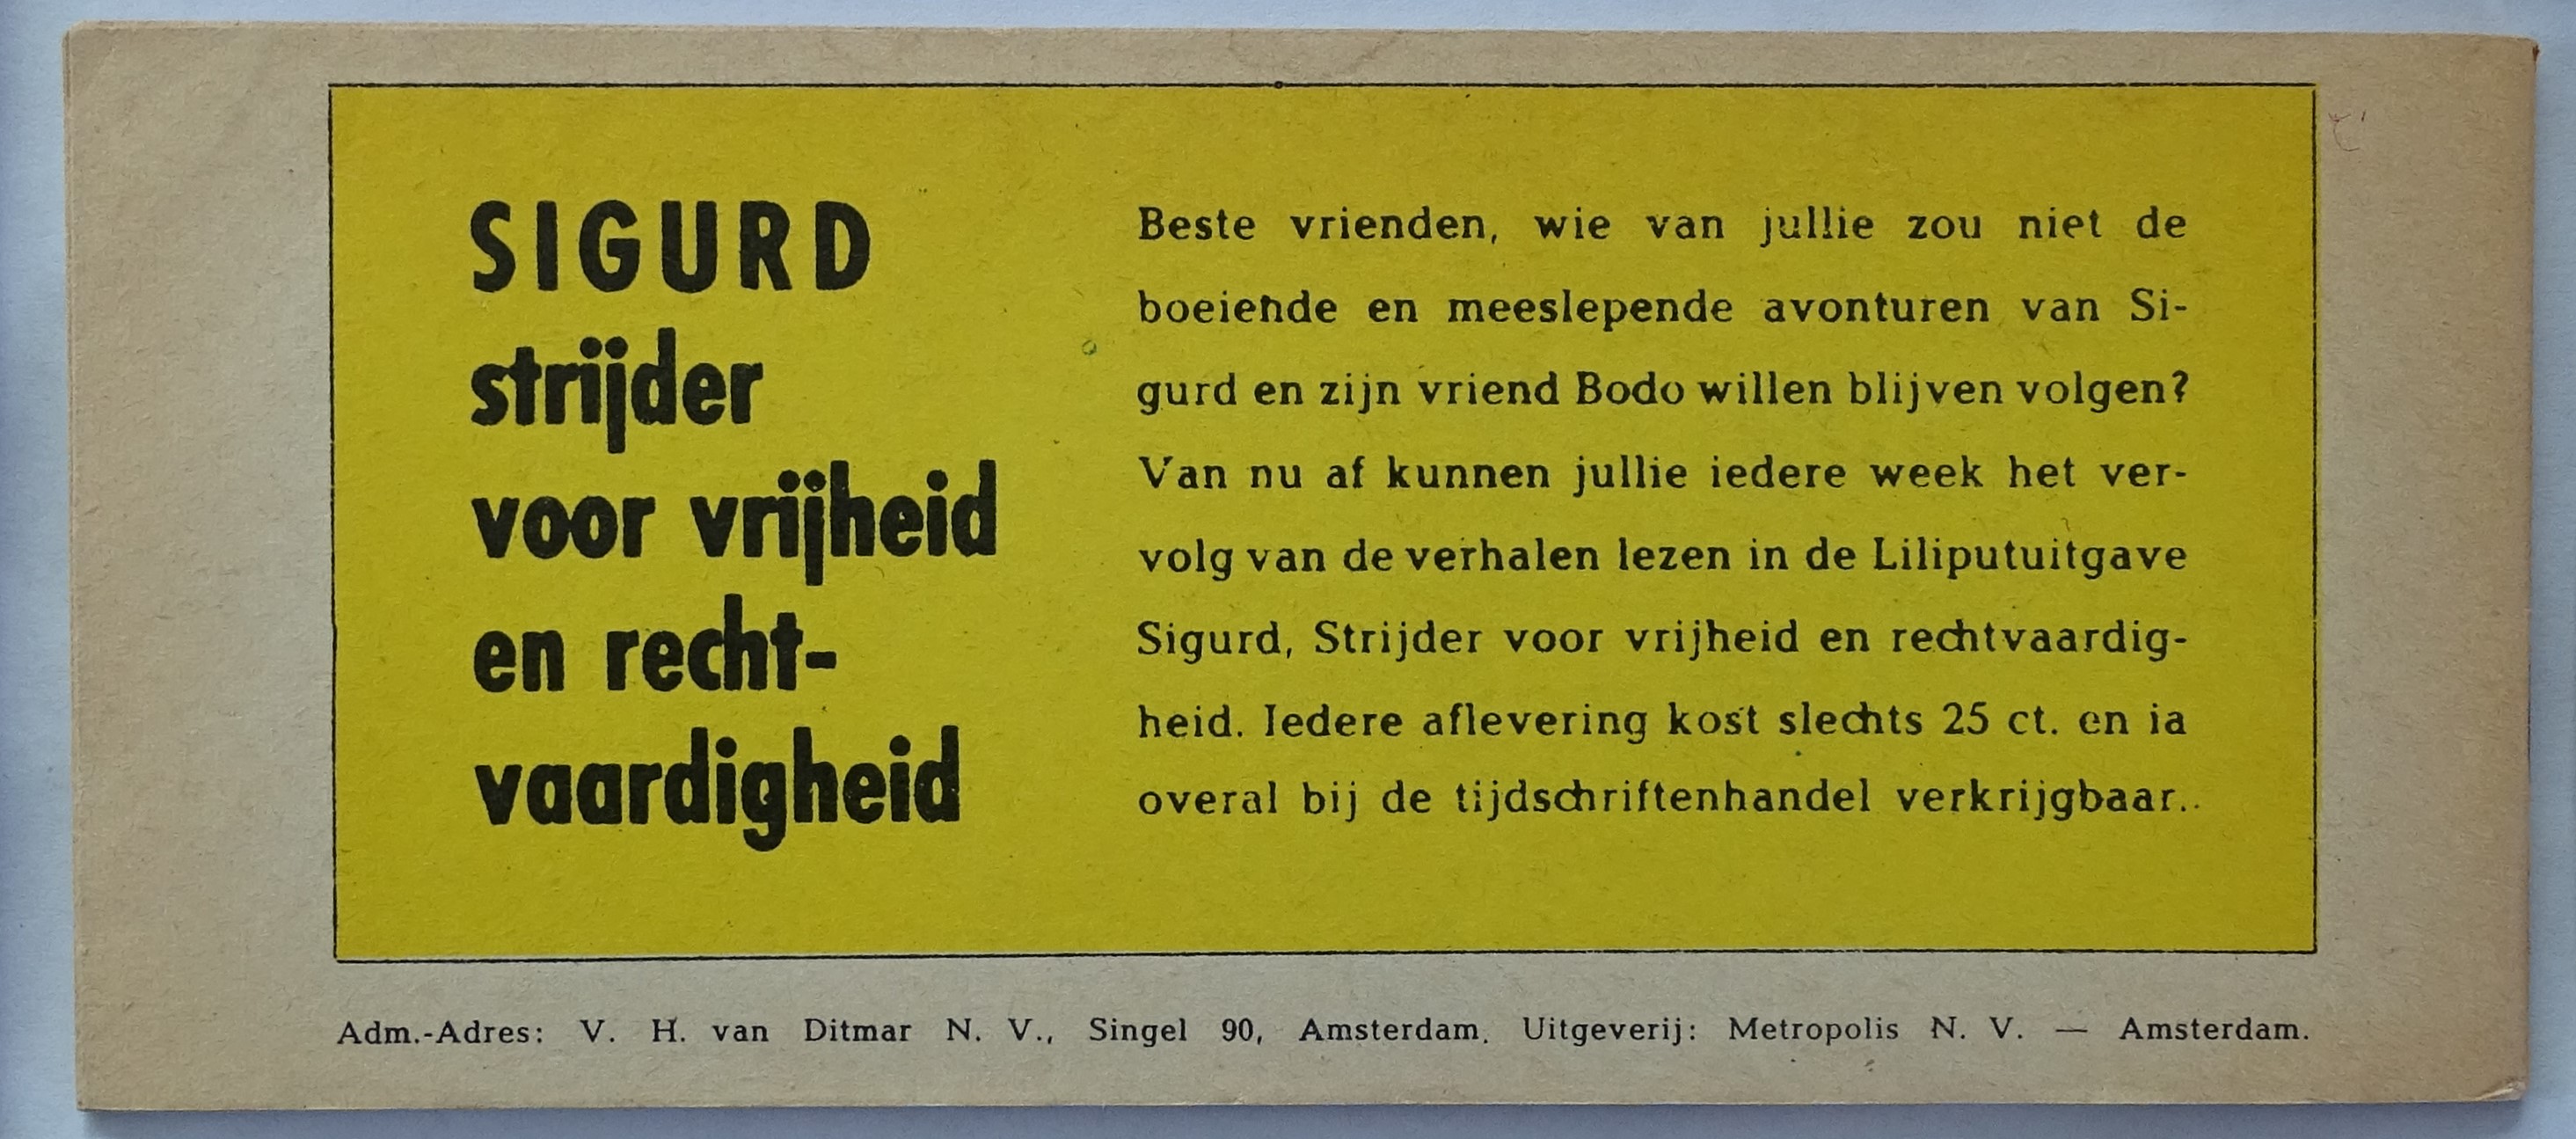 SIGURD
strijder
voor vrijheid
en recht-
vaardigheid
Beste vrienden, wie van jullie zou niet de
boeiende en meeslepende avonturen van Si-
gurd en zijn vriend Bodo willen blijven volgen?
Van nu af kunnen jullie iedere week het ver-
volg van de verhalen lezen in de Liliputuitgave
Sigurd, Strijder voor vrijheid en rechtvaardig-
heid. Iedere aflevering kost slechts 25 ct. en ia
overal bij de tijdschriftenhandel verkrijgbaar..
Adm.-Adres: V. H. van Ditmar N. V., Singel 90, Amsterdam. Uitgeverij: Metropolis N. V. — Amsterdam.